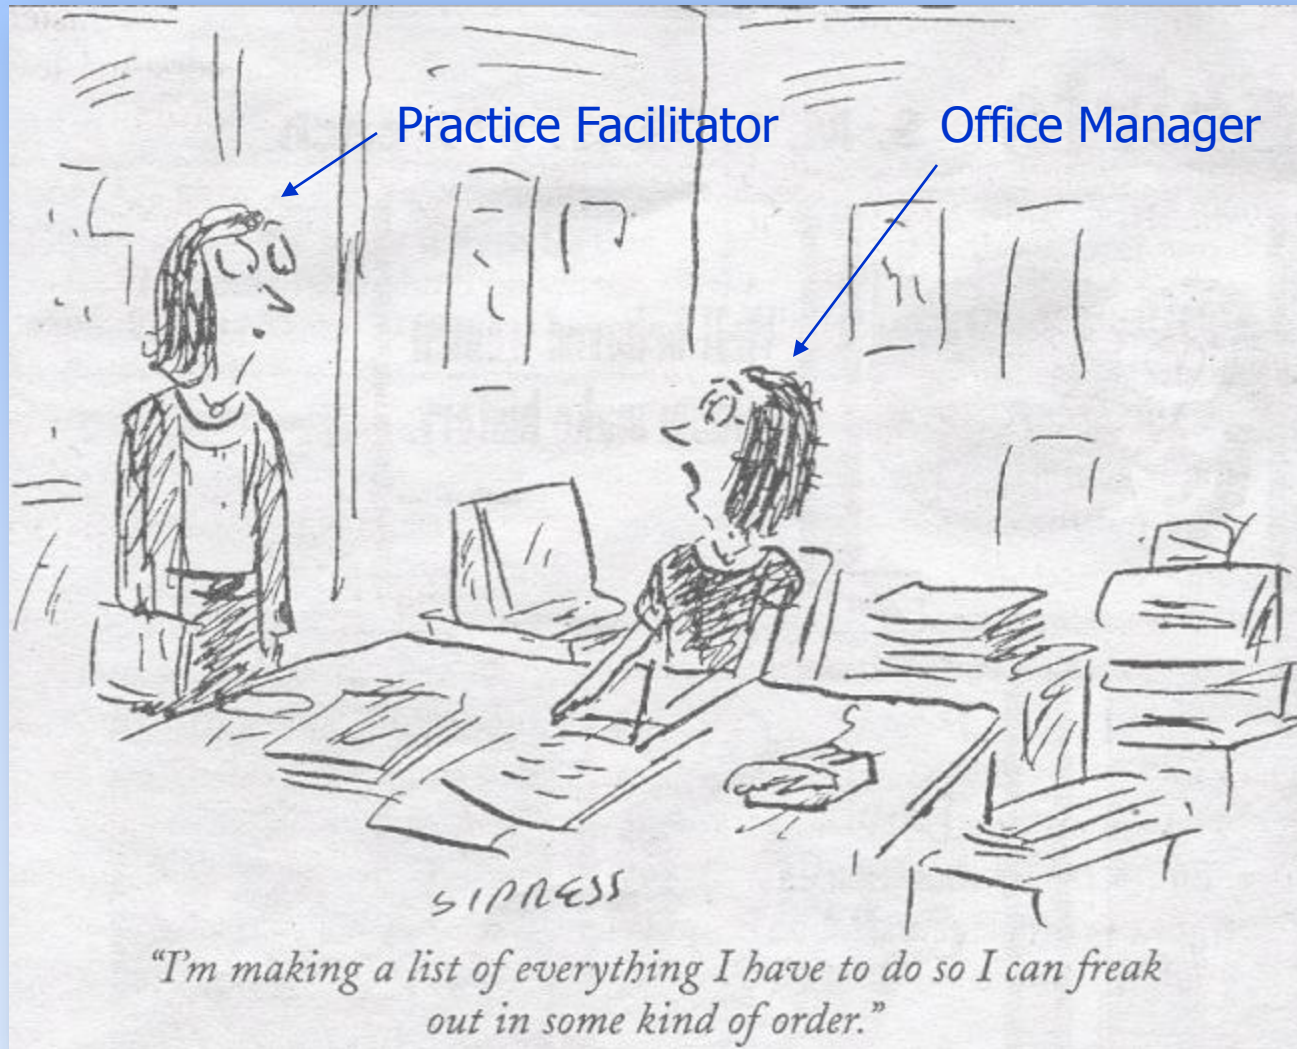 Practice Facilitator
Office Manager
SIPRESS
“I’m making a list of everything I have to do so I can freak
out in some kind of order.”